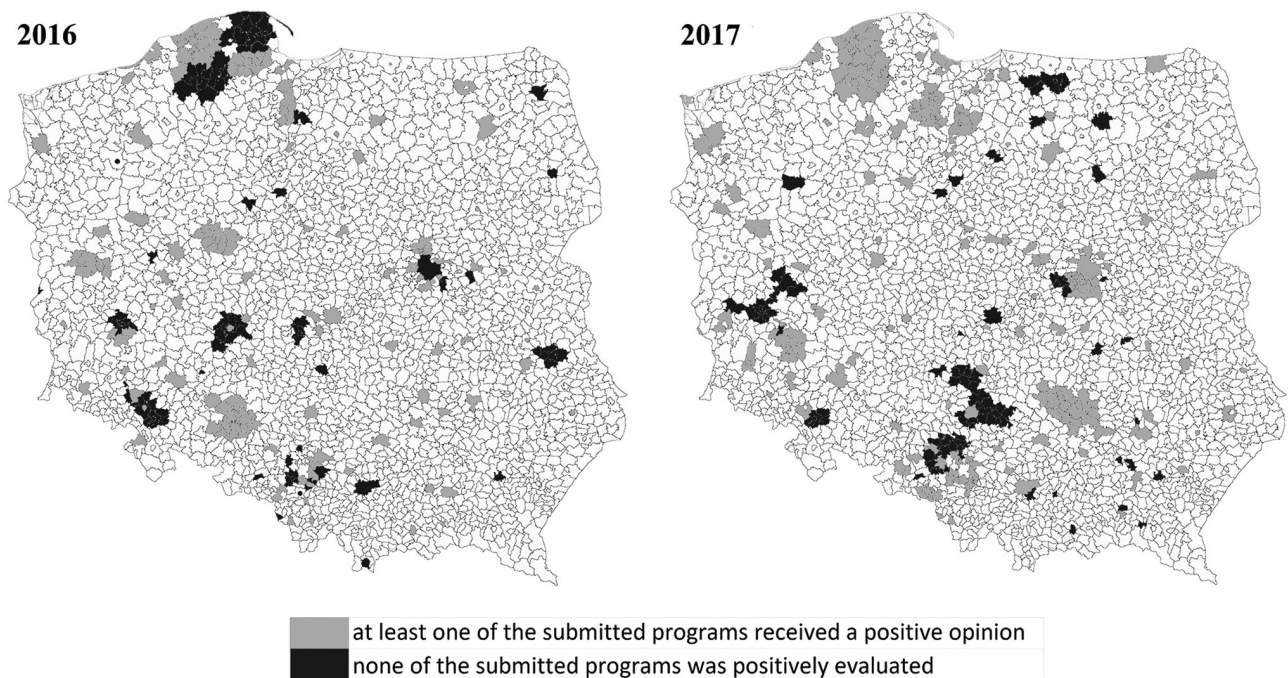 2016
2017
at least one of the submitted programs received a positive opinion
none of the submitted programs was positively evaluated